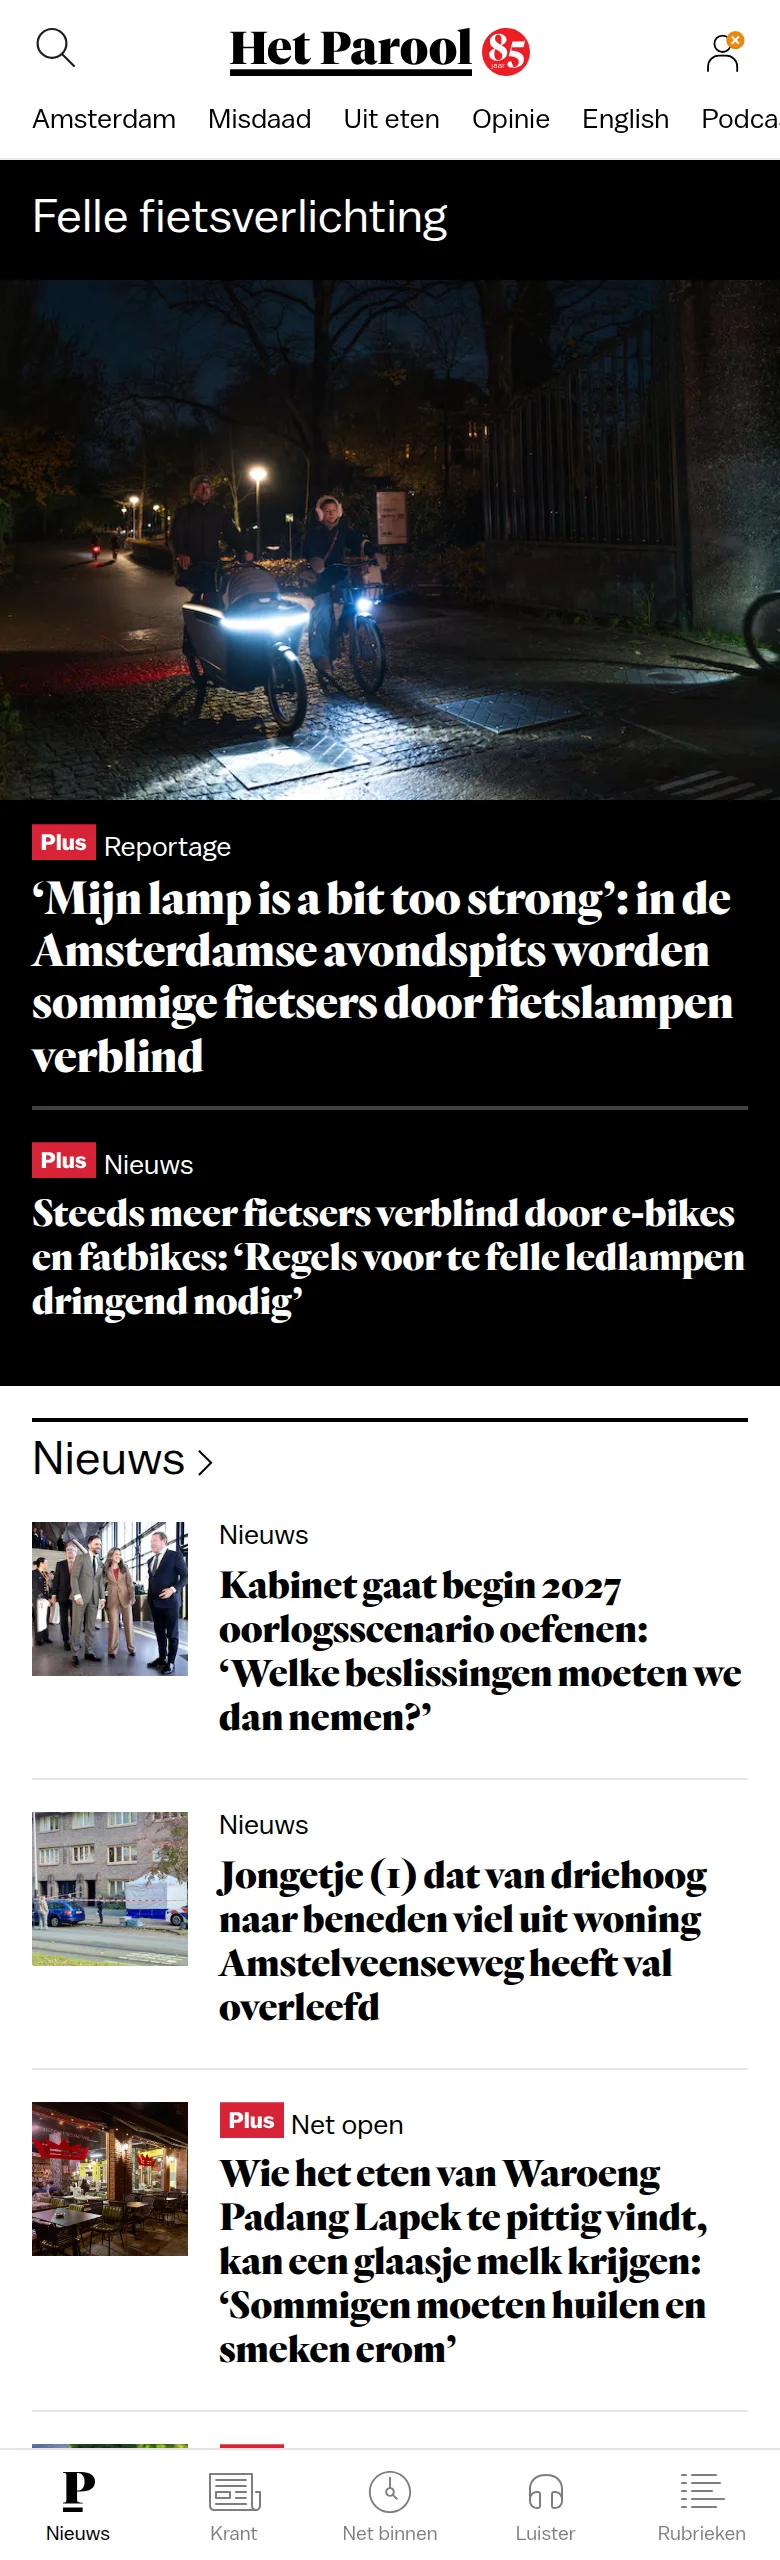 Het Parool 85 jaar
Amsterdam Misdaad Uit eten Opinie English Podca
Felle fietsverlichting
Plus Reportage
‘Mijn lamp is a bit too strong’: in de
Amsterdamse avondspits worden
sommige fietsers door fietslampen
verblind
Plus Nieuws
Steeds meer fietsers verblind door e-bikes
en fatbikes: ‘Regels voor te felle ledlampen
dringend nodig’
Nieuws
Nieuws
Kabinet gaat begin 2027
oorlogsscenario oefenen:
‘Welke beslissingen moeten we
dan nemen?’
Nieuws
Jongetje (1) dat van driehoog
naar beneden viel uit woning
Amstelveenseweg heeft val
overleefd
Plus Net open
Wie het eten van Waroeng
Padang Lapek te pittig vindt,
kan een glaasje melk krijgen:
‘Sommigen moeten huilen en
smeken erom’
P
Nieuws Krant Net binnen Luister Rubrieken